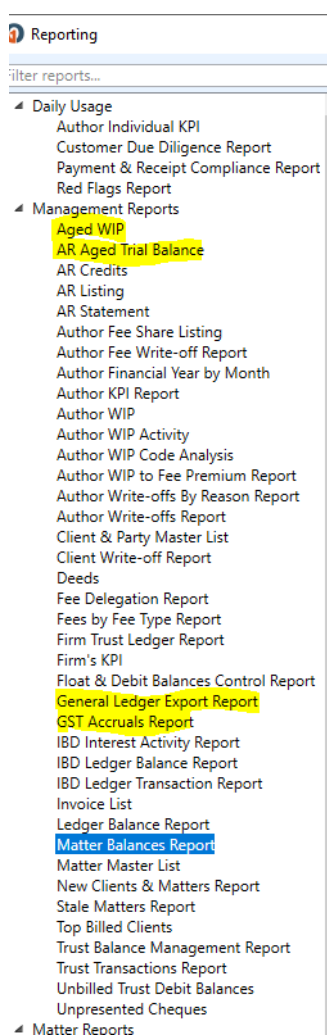 Reporting
Filter reports...
Daily Usage
Author Individual KPI
Customer Due Diligence Report
Payment & Receipt Compliance Report
Red Flags Report
Management Reports
Aged WIP
AR Aged Trial Balance
AR Credits
AR Listing
AR Statement
Author Fee Share Listing
Author Fee Write-off Report
Author Financial Year by Month
Author KPI Report
Author WIP
Author WIP Activity
Author WIP Code Analysis
Author WIP to Fee Premium Report
Author Write-offs By Reason Report
Author Write-offs Report
Client & Party Master List
Client Write-off Report
Deeds
Fee Delegation Report
Fees by Fee Type Report
Firm Trust Ledger Report
Firm's KPI
Float & Debit Balances Control Report
General Ledger Export Report
GST Accruals Report
IBD Interest Activity Report
IBD Ledger Balance Report
IBD Ledger Transaction Report
Invoice List
Ledger Balance Report
Matter Balances Report
Matter Master List
New Clients & Matters Report
Stale Matters Report
Top Billed Clients
Trust Balance Management Report
Trust Transactions Report
Unbilled Trust Debit Balances
Unpresented Cheques
Matter Reports